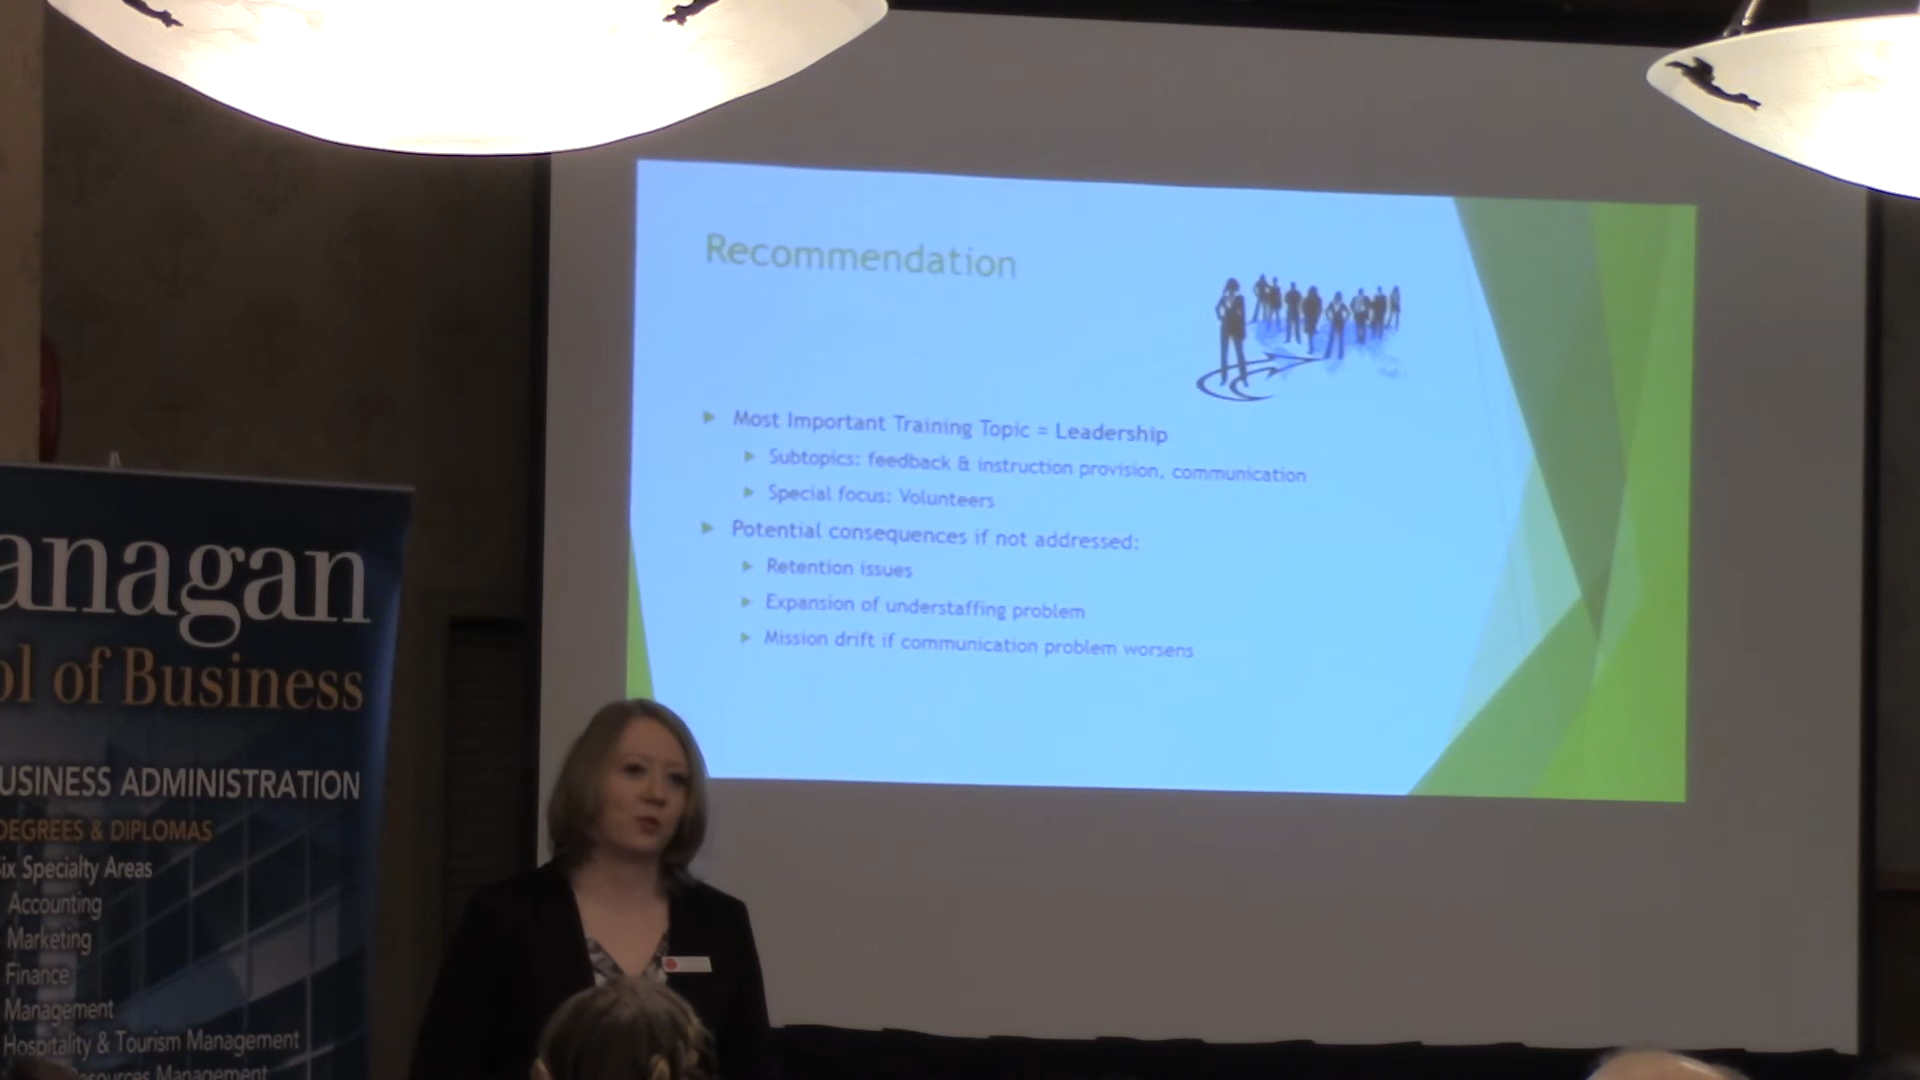 Recommendation
Most Important Training Topic = Leadership
Subtopics: feedback & instruction provision, communication
Special focus: Volunteers
Potential consequences if not addressed:
Retention issues
Expansion of understaffing problem
Mission drift if communication problem worsens
anagan
ol of Business
USINESS ADMINISTRATION
DEGREES & DIPLOMAS
ix Specialty Areas
Accounting
Marketing
Finance
Management
Hospitality & Tourism Management
esources Management